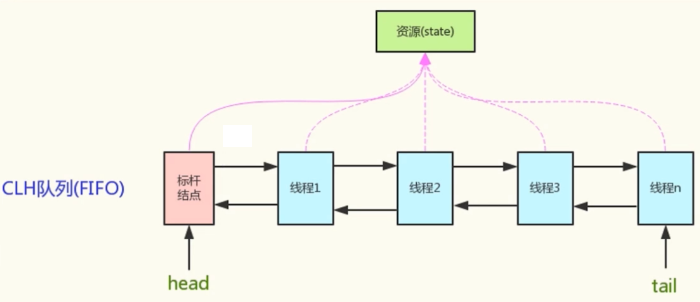 资源(state)
CLH队列(FIFO)
标杆
结点
线程1
线程2
线程3
线程n
head
tail